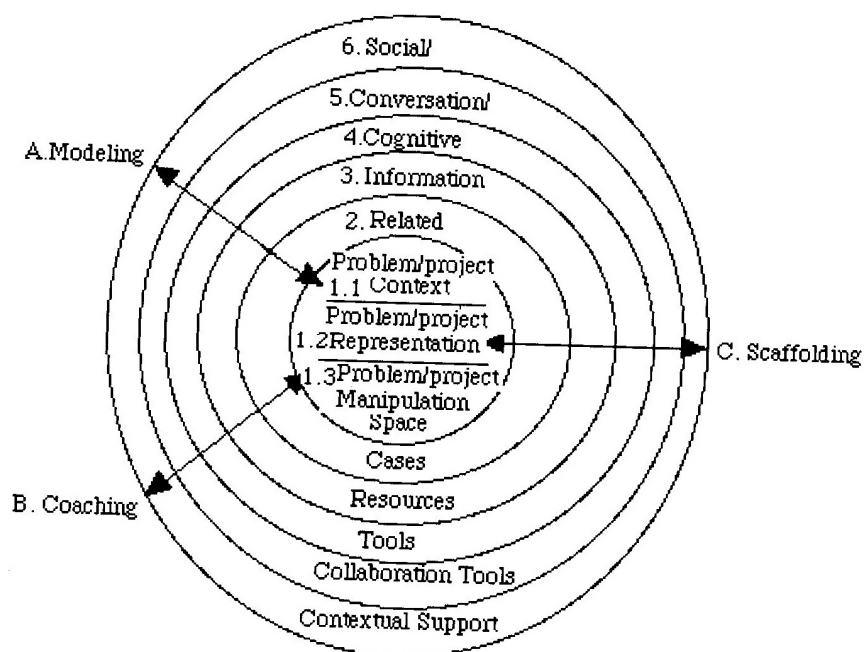 6. Social/
5.Conversation/
4.Cognitive
A.Modeling
3. Information
2. Related
Problem/project
1.1 Context
Problem/project
1.2Representation
C. Scaffolding
1.3Problem/project
Manipulation
Space
Cases
B. Coaching
Resources
Tools
Collaboration Tools
Contextual Support